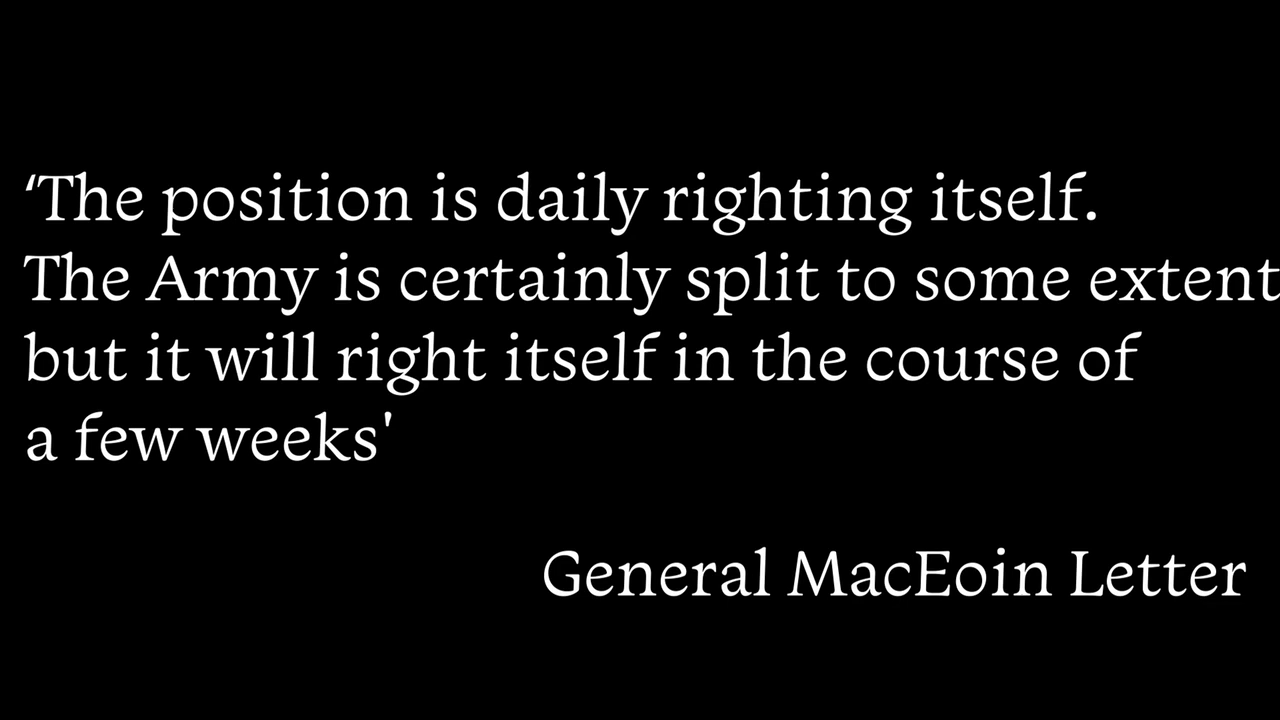 ‘The position is daily righting itself.
The Army is certainly split to some extent
but it will right itself in the course of
a few weeks'
General MacEoin Letter